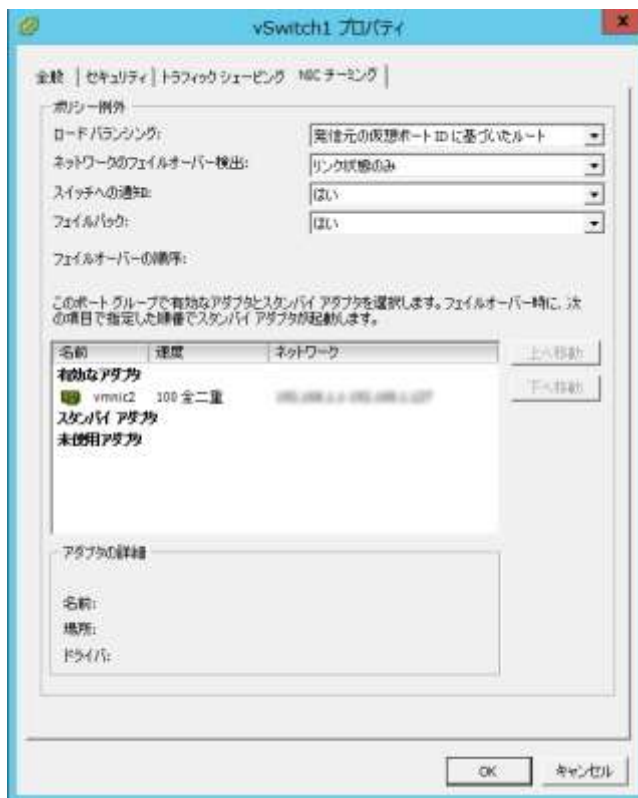 vSwitch1 プロパティ
全般 セキュリティ トラフィック シェーピング NIC チーミング
ポリシー例外
ロード バランシング: 発信元の仮想ポート ID に基づいたルート
ネットワークのフェイルオーバー検出: リンク状態のみ
スイッチへの通知: はい
フェイルバック: はい
フェイルオーバーの順序:
このポート グループで有効なアダプタとスタンバイ アダプタを選択します。フェイルオーバー時に、次
の項目で指定した順番でスタンバイ アダプタが起動します。
名前 速度 ネットワーク 上へ移動
有効なアダプタ 下へ移動
vmnic2 100 全二重
スタンバイ アダプタ
未使用アダプタ
アダプタの詳細
名前:
場所:
ドライバ:
OK キャンセル